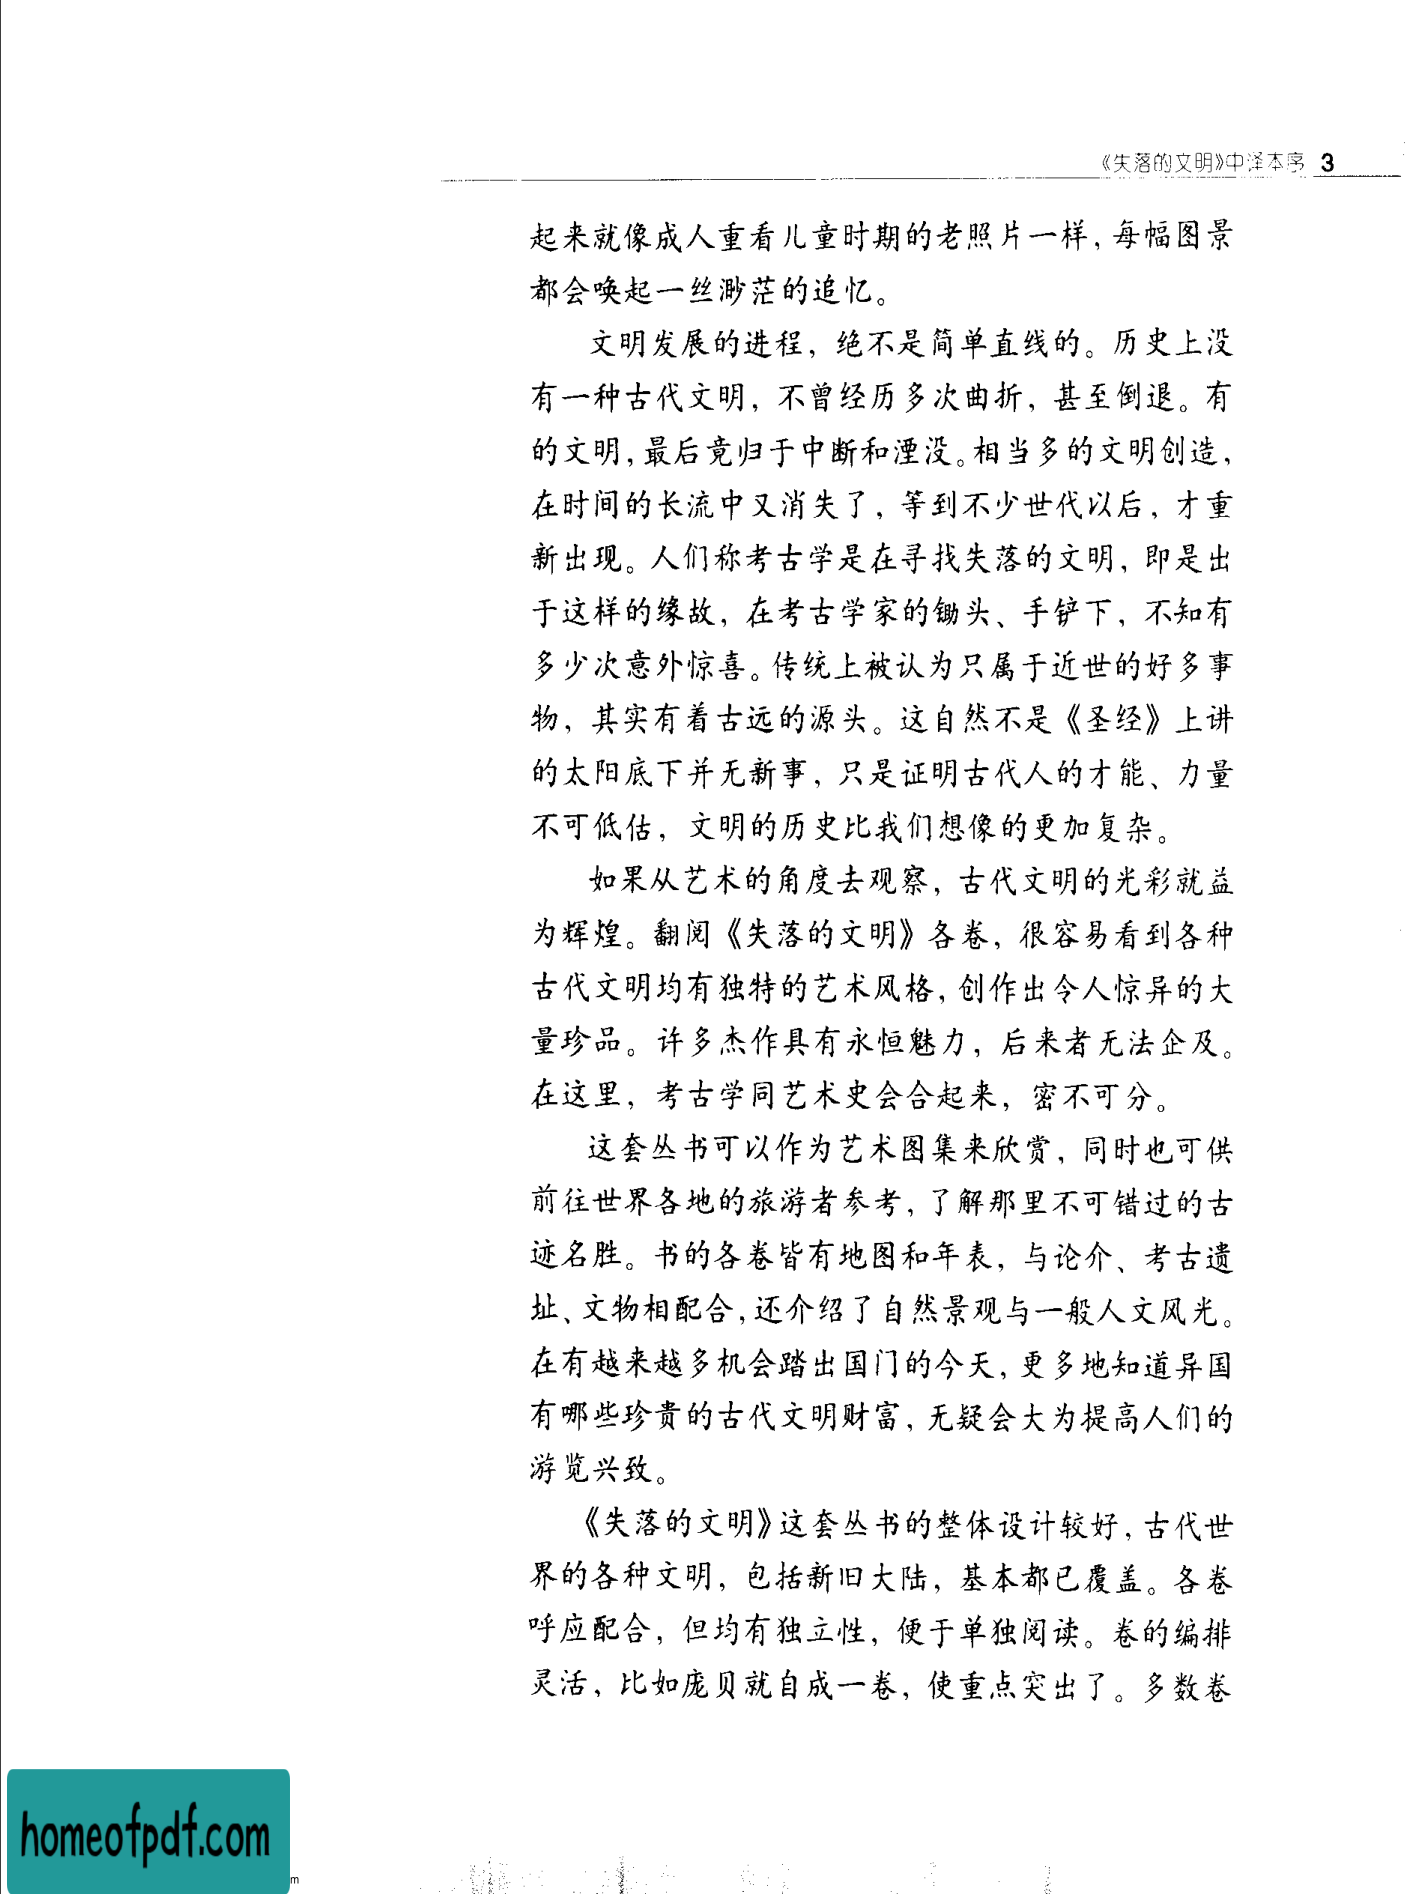 《失落的文明》中译本序 3
起来就像成人重看儿童时期的老照片一样，每幅图景
都会唤起一丝渺茫的追忆。
文明发展的进程，绝不是简单直线的。历史上没
有一种古代文明，不曾经历多次曲折，甚至倒退。有
的文明，最后竟归于中断和湮没。相当多的文明创造，
在时间的长流中又消失了，等到不少世代以后，才重
新出现。人们称考古学是在寻找失落的文明，即是出
于这样的缘故，在考古学家的锄头、手铲下，不知有
多少次意外惊喜。传统上被认为只属于近世的好多事
物，其实有着古远的源头。这自然不是《圣经》上讲
的太阳底下并无新事，只是证明古代人的才能、力量
不可低估，文明的历史比我们想像的更加复杂。
如果从艺术的角度去观察，古代文明的光彩就益
为辉煌。翻阅《失落的文明》各卷，很容易看到各种
古代文明均有独特的艺术风格，创作出令人惊异的大
量珍品。许多杰作具有永恒魅力，后来者无法企及。
在这里，考古学同艺术史会合起来，密不可分。
这套丛书可以作为艺术图集来欣赏，同时也可供
前往世界各地的旅游者参考，了解那里不可错过的古
迹名胜。书的各卷皆有地图和年表，与论介、考古遗
址、文物相配合，还介绍了自然景观与一般人文风光。
在有越来越多机会踏出国门的今天，更多地知道异国
有哪些珍贵的古代文明财富，无疑会大为提高人们的
游览兴致。
《失落的文明》这套丛书的整体设计较好，古代世
界的各种文明，包括新旧大陆，基本都已覆盖。各卷
呼应配合，但均有独立性，便于单独阅读。卷的编排
灵活，比如庞贝就自成一卷，使重点突出了。多数卷
homeofpdf.com
m